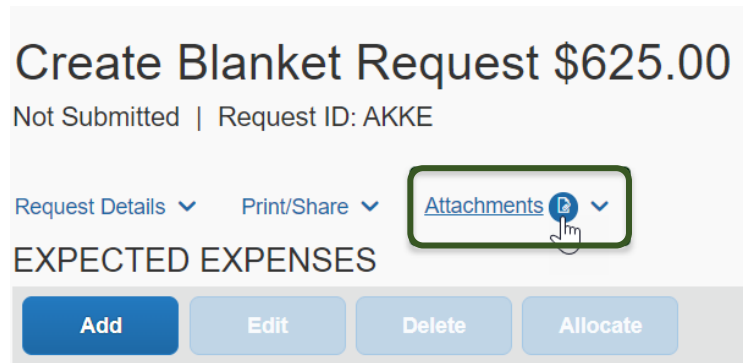 Create Blanket Request $625.00
Not Submitted | Request ID: AKKE
Request Details Print/Share Attachments
EXPECTED EXPENSES
Add Edit Delete Allocate